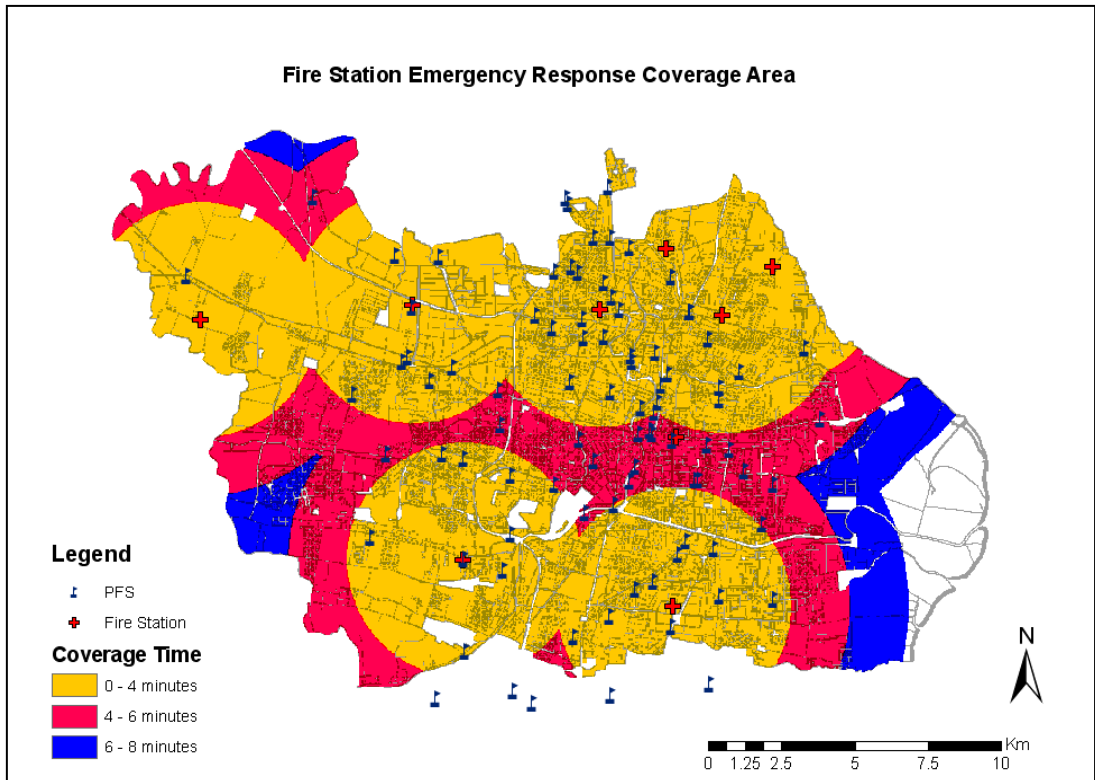 Fire Station Emergency Response Coverage Area
Legend
PFS
Fire Station
Coverage Time
0 - 4 minutes
4 - 6 minutes
6 - 8 minutes
N
Km
0 1.25 2.5 5 7.5 10